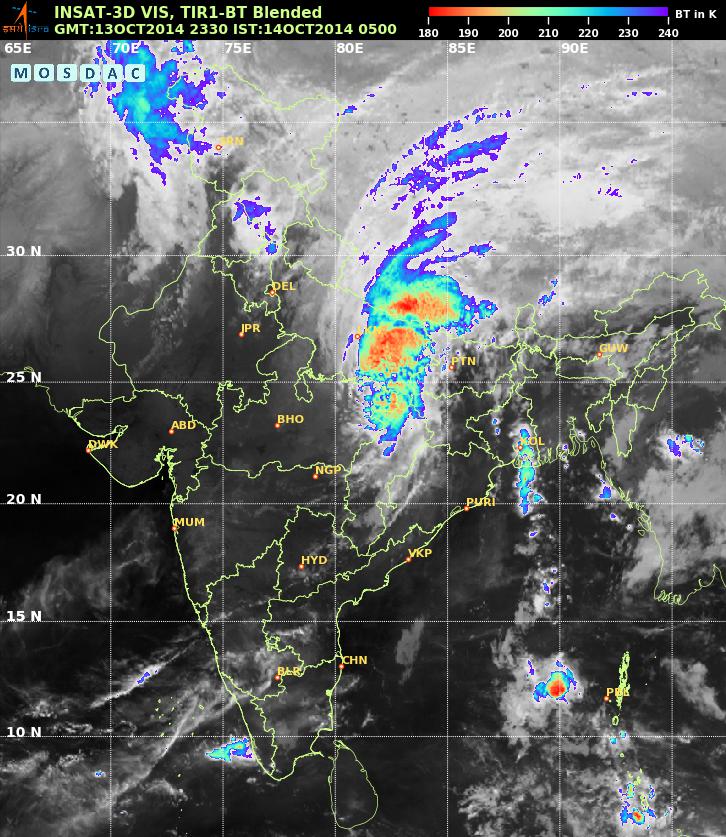 INSAT-3D VIS, TIR1-BT Blended
GMT:13OCT2014 2330 IST:14OCT2014 0500
BT in K
180 190 200 210 220 230 240
65E 70E 75E 80E 85E 90E
MOSDAC
SRN
30 N
DEL
JPR
PTN
GUW
25 N
ABD
BHO
DWK
KOL
NGP
20 N
PURI
MUM
HYD
VKP
15 N
BLR
CHN
PBL
10 N